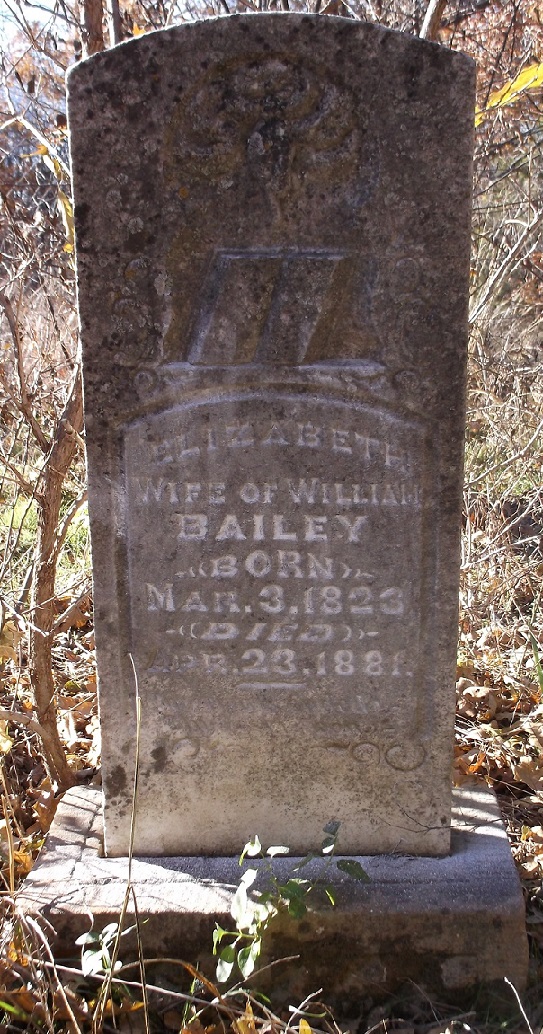 ELIZABETH
WIFE OF WILLIAM
BAILEY
BORN
MAR. 3, 1823
DIED
APR. 23, 1881.